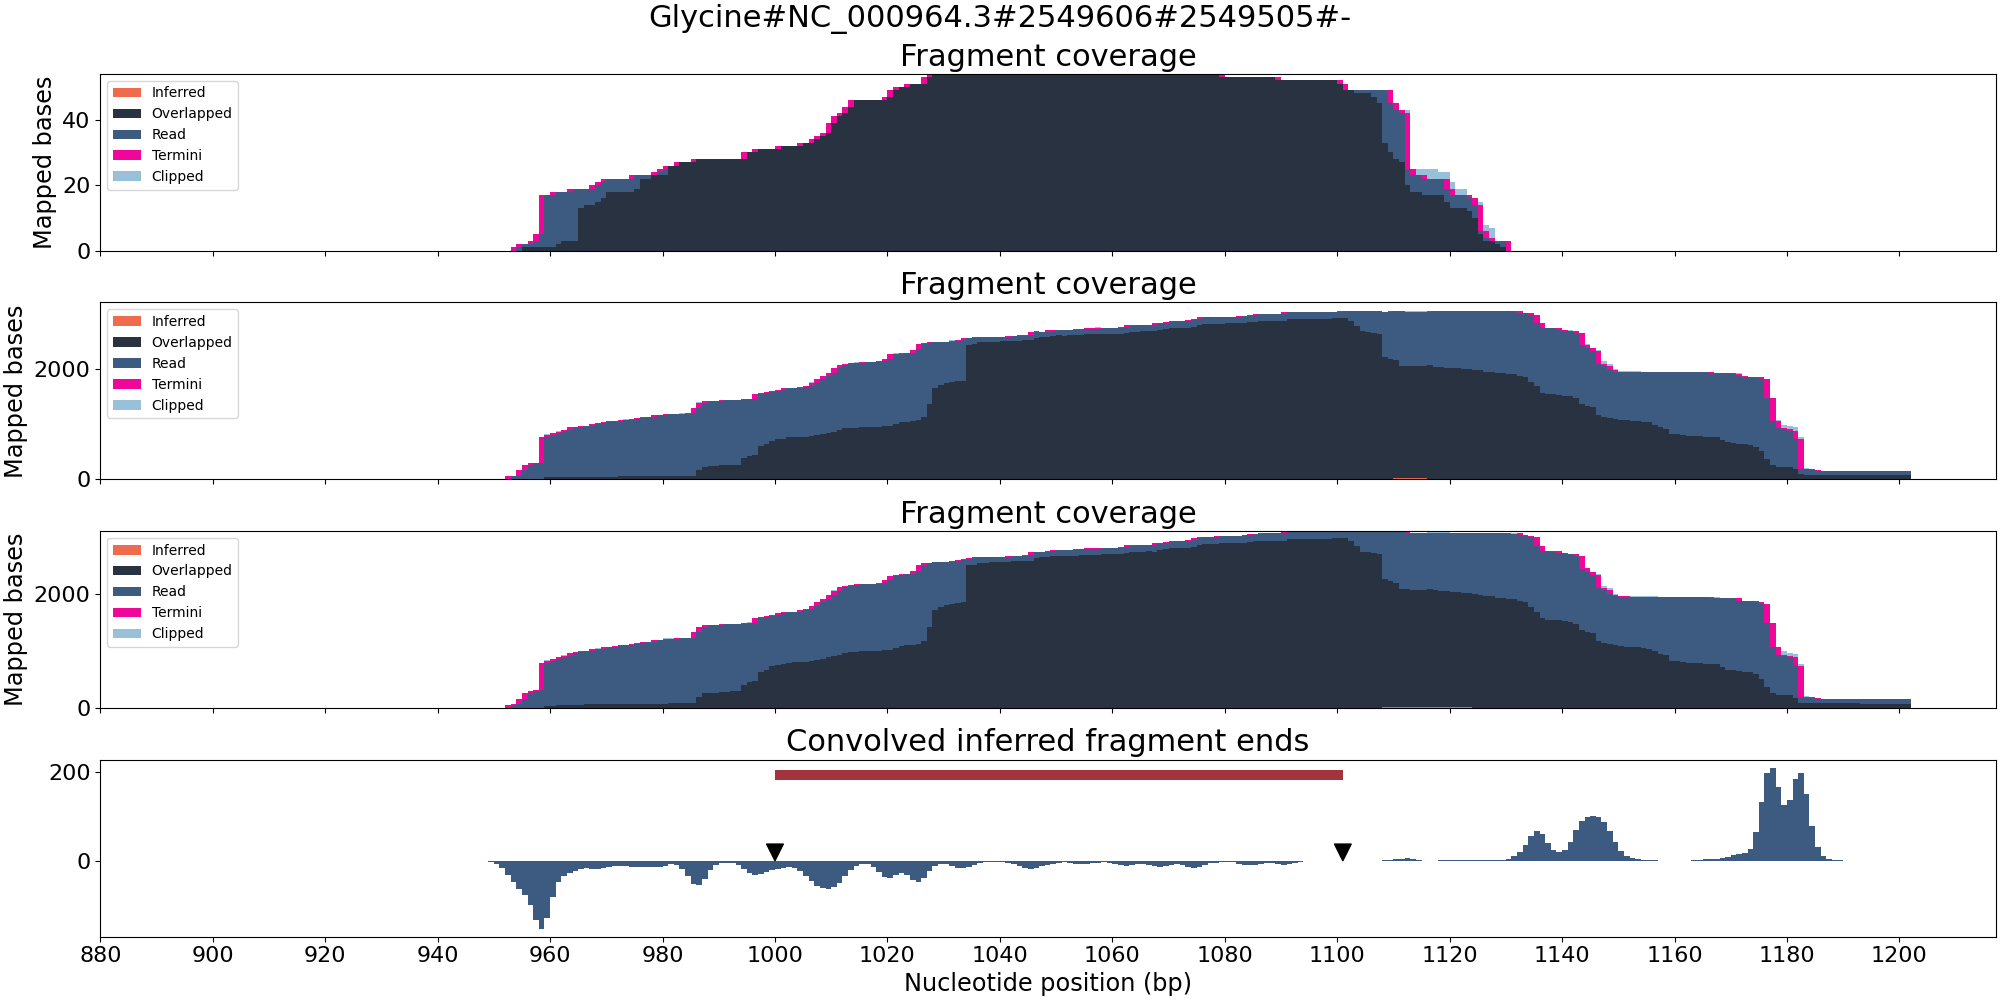 Glycine#NC_000964.3#2549606#2549505#-
Fragment coverage
Mapped bases
40
20
0
Inferred
Overlapped
Read
Termini
Clipped
Fragment coverage
Mapped bases
2000
0
Inferred
Overlapped
Read
Termini
Clipped
Fragment coverage
Mapped bases
2000
0
Inferred
Overlapped
Read
Termini
Clipped
Convolved inferred fragment ends
200
0
880 900 920 940 960 980 1000 1020 1040 1060 1080 1100 1120 1140 1160 1180 1200
Nucleotide position (bp)